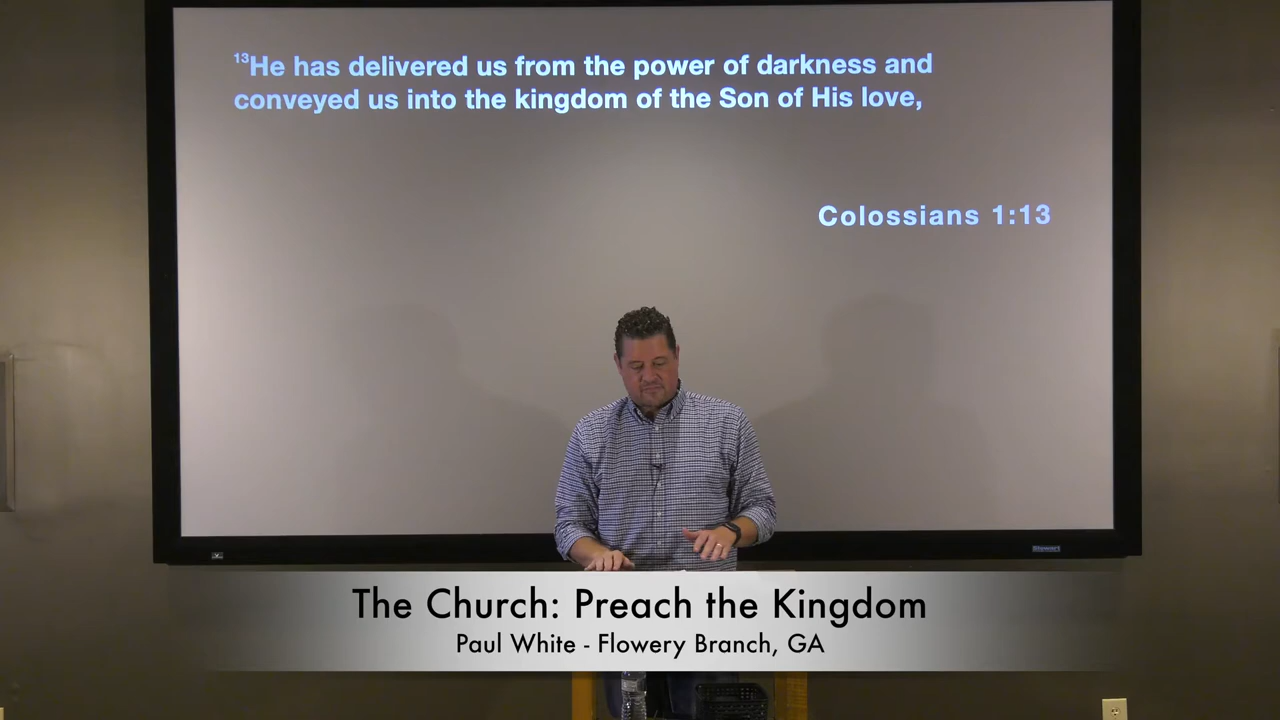 ¹³He has delivered us from the power of darkness and
conveyed us into the kingdom of the Son of His love,
Colossians 1:13
The Church: Preach the Kingdom
Paul White - Flowery Branch, GA